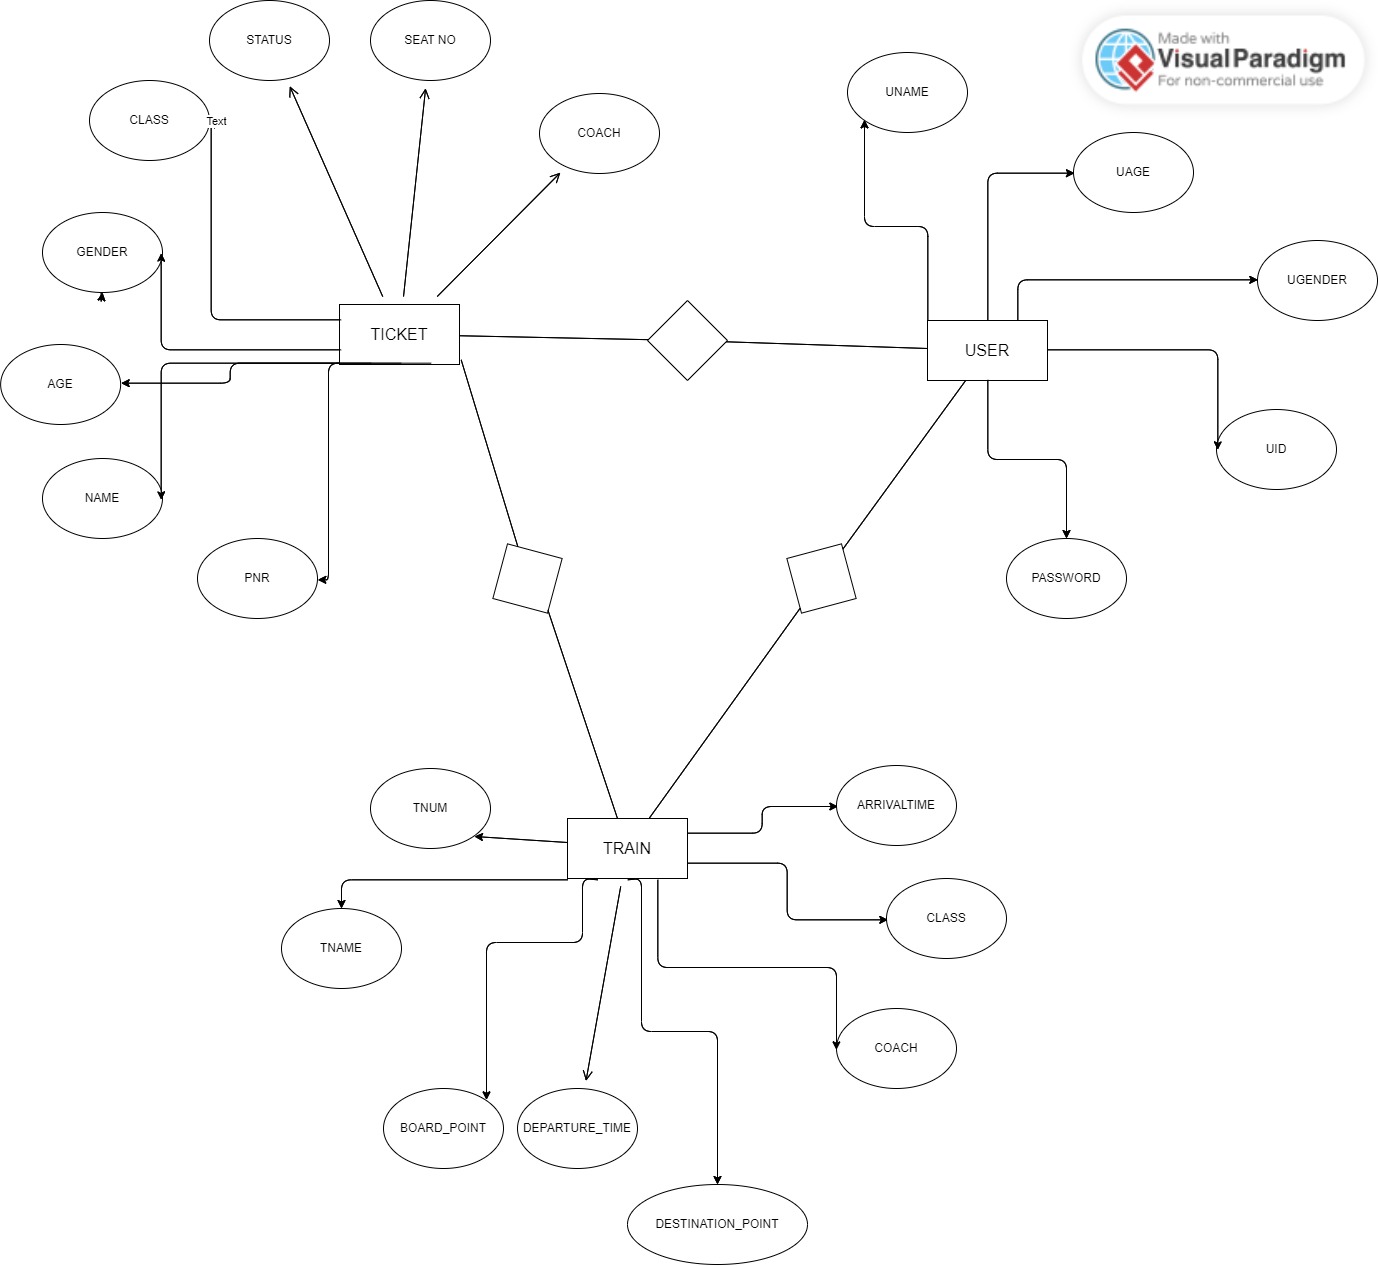 STATUS
SEAT NO
Made with
Visual Paradigm
For non-commercial use
UNAME
CLASS
Text
COACH
UAGE
GENDER
UGENDER
TICKET
USER
AGE
UID
NAME
PNR
PASSWORD
TNUM
ARRIVALTIME
TRAIN
CLASS
TNAME
COACH
BOARD_POINT
DEPARTURE_TIME
DESTINATION_POINT